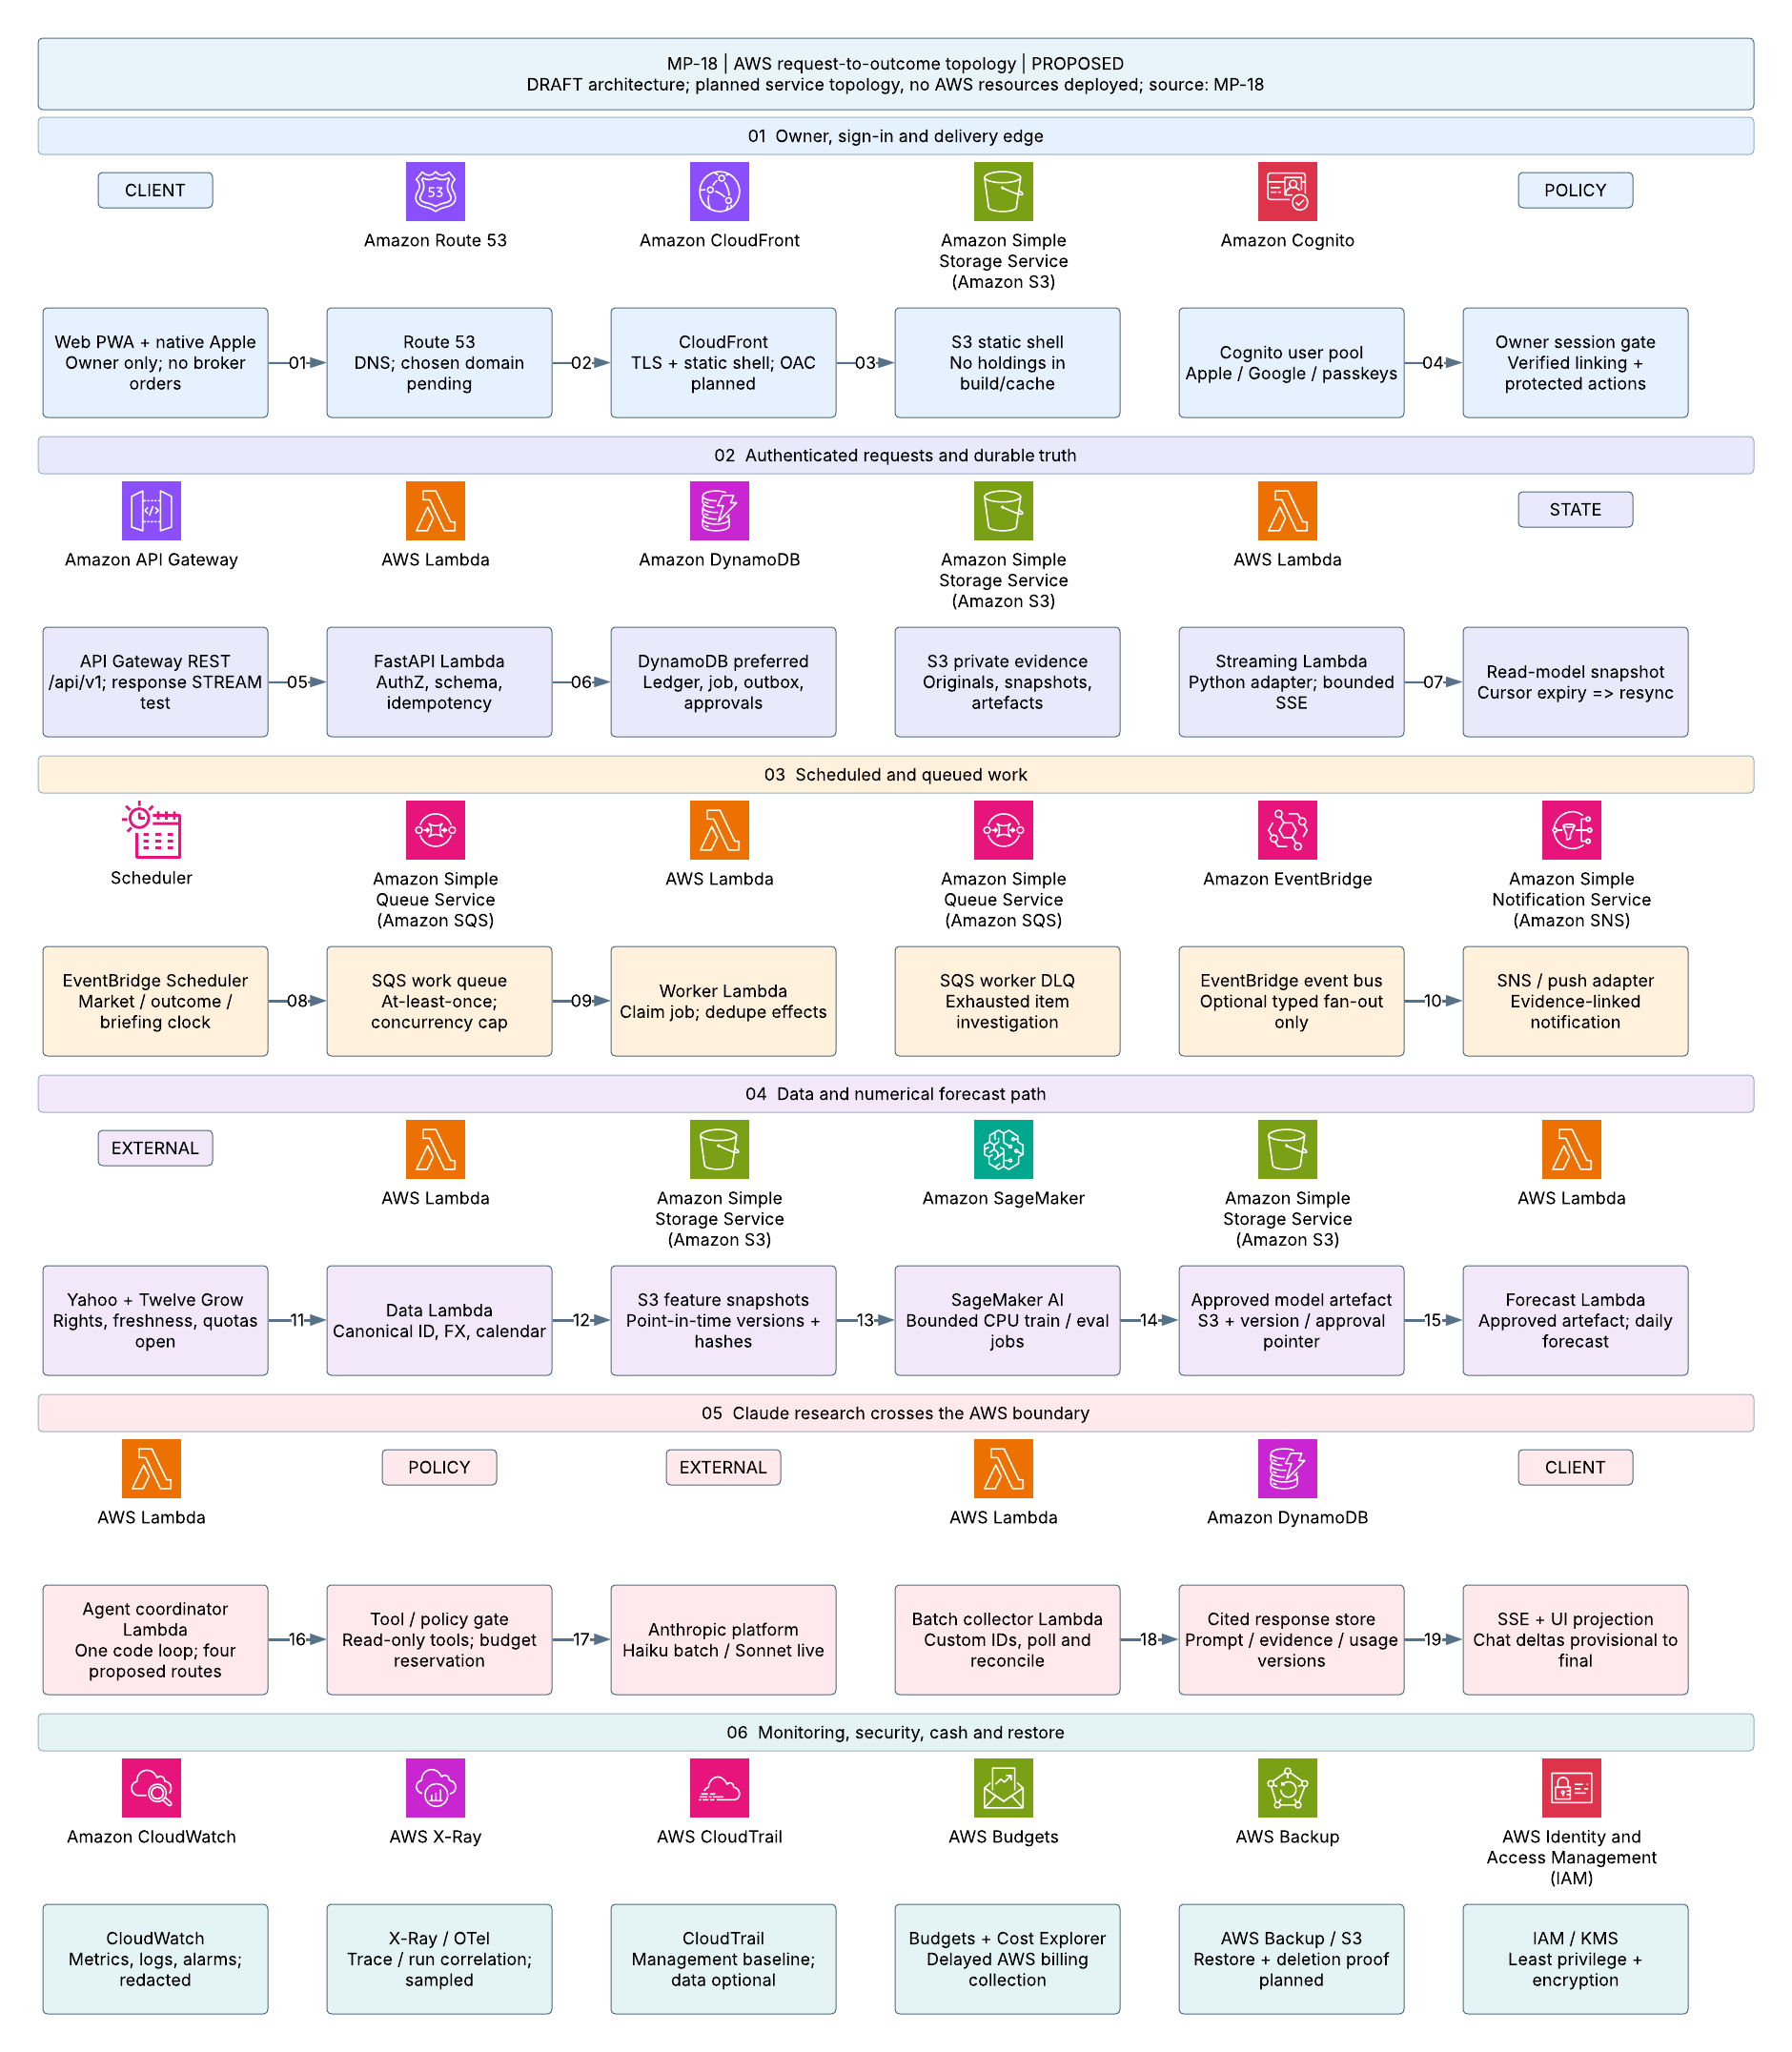 MP-18 | AWS request-to-outcome topology | PROPOSED
DRAFT architecture; planned service topology, no AWS resources deployed; source: MP-18
01 Owner, sign-in and delivery edge
CLIENT
53
Amazon Route 53
Amazon CloudFront
Amazon Simple
Storage Service
(Amazon S3)
Amazon Cognito
POLICY
Web PWA + native Apple
Owner only; no broker
orders
01
Route 53
DNS; chosen domain
pending
02
CloudFront
TLS + static shell; OAC
planned
03
S3 static shell
No holdings in
build/cache
Cognito user pool
Apple / Google / passkeys
04
Owner session gate
Verified linking +
protected actions
02 Authenticated requests and durable truth
Amazon API Gateway
AWS Lambda
Amazon DynamoDB
Amazon Simple
Storage Service
(Amazon S3)
AWS Lambda
STATE
API Gateway REST
/api/v1; response STREAM
test
05
FastAPI Lambda
AuthZ, schema,
idempotency
06
DynamoDB preferred
Ledger, job, outbox,
approvals
S3 private evidence
Originals, snapshots,
artefacts
Streaming Lambda
Python adapter; bounded
SSE
07
Read-model snapshot
Cursor expiry => resync
03 Scheduled and queued work
Scheduler
Amazon Simple
Queue Service
(Amazon SQS)
AWS Lambda
Amazon Simple
Queue Service
(Amazon SQS)
Amazon EventBridge
Amazon Simple
Notification Service
(Amazon SNS)
EventBridge Scheduler
Market / outcome /
briefing clock
08
SQS work queue
At-least-once;
concurrency cap
09
Worker Lambda
Claim job; dedupe effects
SQS worker DLQ
Exhausted item
investigation
EventBridge event bus
Optional typed fan-out
only
10
SNS / push adapter
Evidence-linked
notification
04 Data and numerical forecast path
EXTERNAL
AWS Lambda
Amazon Simple
Storage Service
(Amazon S3)
Amazon SageMaker
Amazon Simple
Storage Service
(Amazon S3)
AWS Lambda
Yahoo + Twelve Grow
Rights, freshness, quotas
open
11
Data Lambda
Canonical ID, FX, calendar
12
S3 feature snapshots
Point-in-time versions +
hashes
13
SageMaker AI
Bounded CPU train / eval
jobs
14
Approved model artefact
S3 + version / approval
pointer
15
Forecast Lambda
Approved artefact; daily
forecast
05 Claude research crosses the AWS boundary
AWS Lambda
POLICY
EXTERNAL
AWS Lambda
Amazon DynamoDB
CLIENT
Agent coordinator
Lambda
One code loop; four
proposed routes
16
Tool / policy gate
Read-only tools; budget
reservation
17
Anthropic platform
Haiku batch / Sonnet live
Batch collector Lambda
Custom IDs, poll and
reconcile
18
Cited response store
Prompt / evidence / usage
versions
19
SSE + UI projection
Chat deltas provisional to
final
06 Monitoring, security, cash and restore
Amazon CloudWatch
AWS X-Ray
AWS CloudTrail
AWS Budgets
AWS Backup
AWS Identity and
Access Management
(IAM)
CloudWatch
Metrics, logs, alarms;
redacted
X-Ray / OTel
Trace / run correlation;
sampled
CloudTrail
Management baseline;
data optional
Budgets + Cost Explorer
Delayed AWS billing
collection
AWS Backup / S3
Restore + deletion proof
planned
IAM / KMS
Least privilege +
encryption